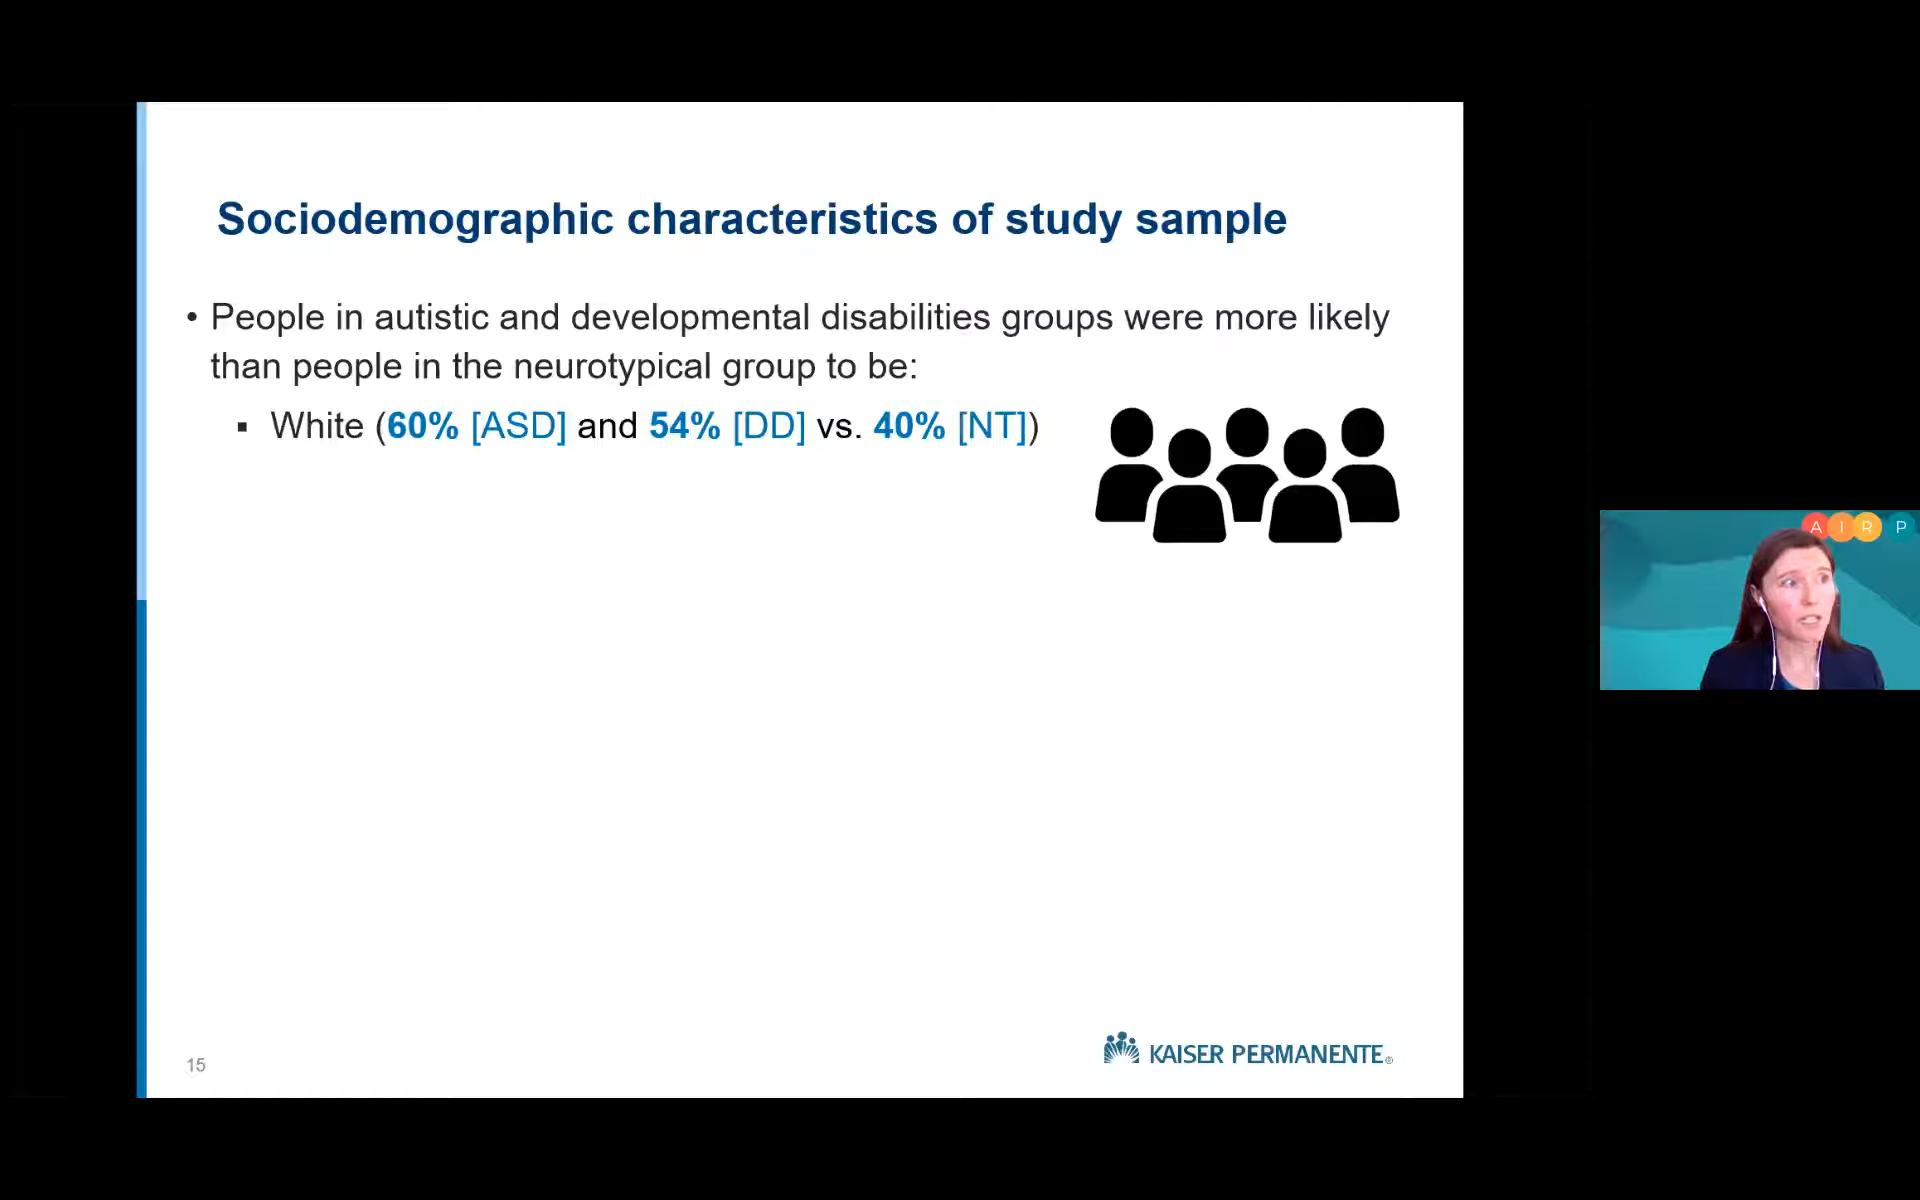 Sociodemographic characteristics of study sample
• People in autistic and developmental disabilities groups were more likely
than people in the neurotypical group to be:
▪ White (60% [ASD] and 54% [DD] vs. 40% [NT])
A I R P
15
KAISER PERMANENTE®